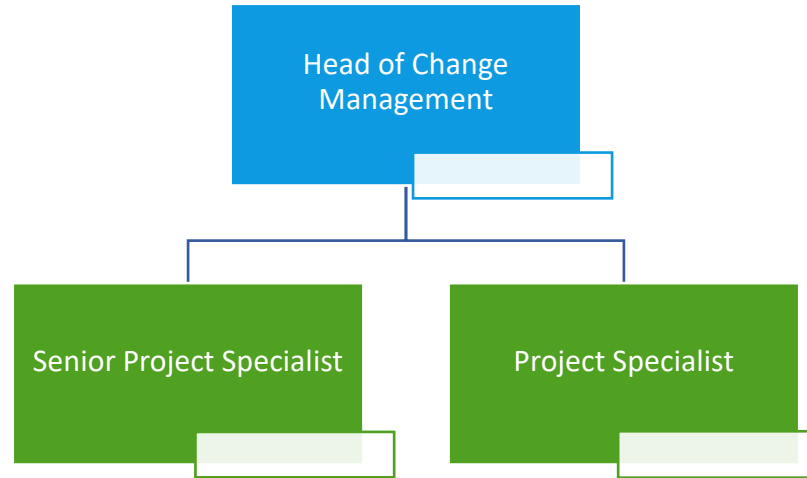 Head of Change
Management
Senior Project Specialist
Project Specialist